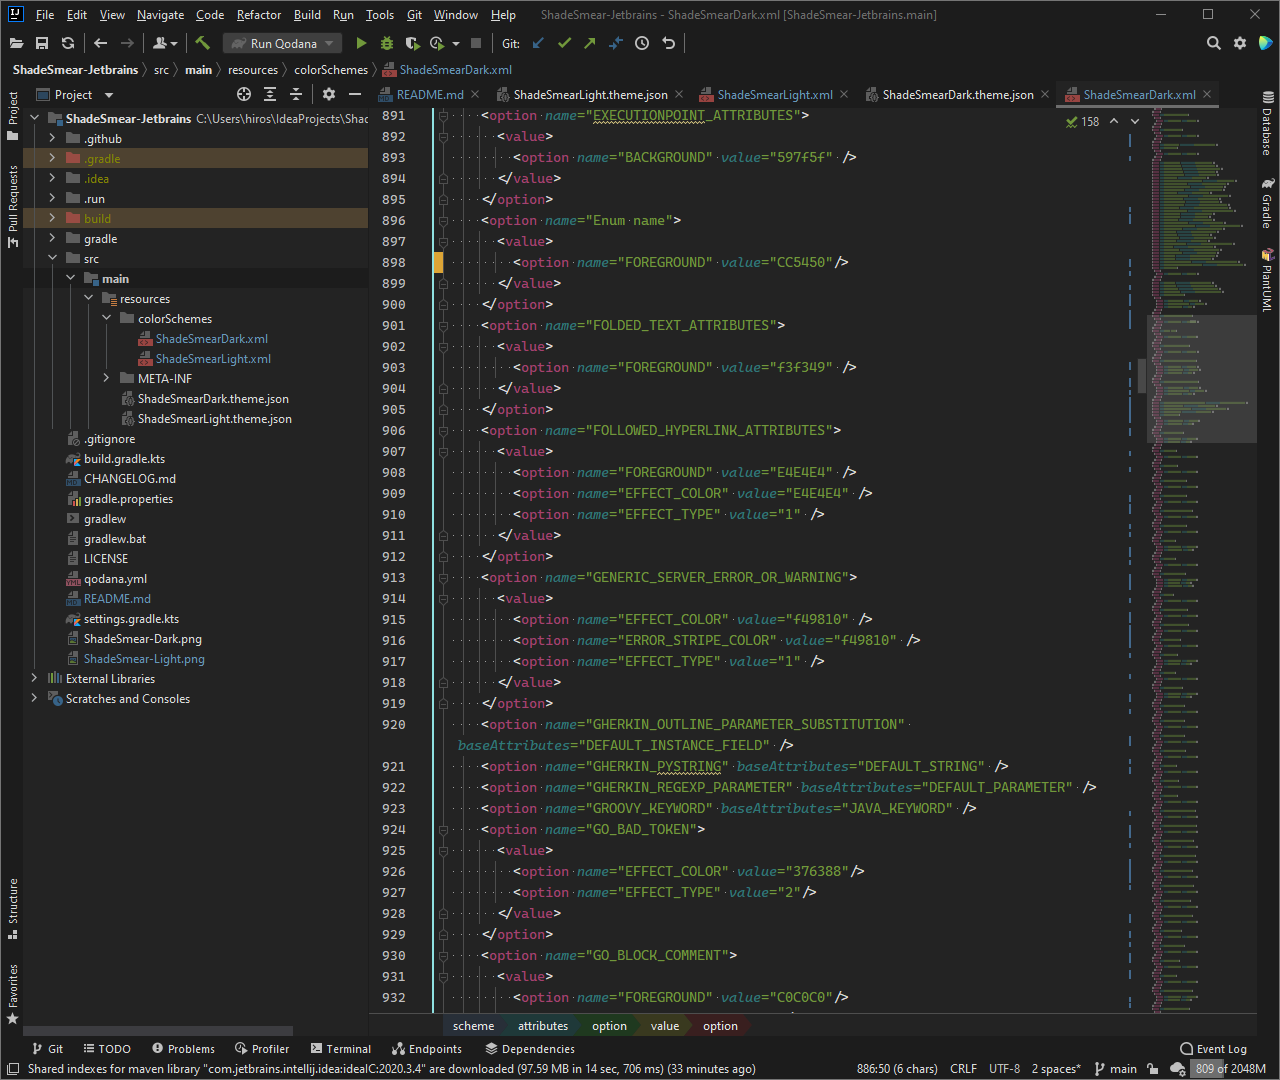 IJ File Edit View Navigate Code Refactor Build Run Tools Git Window Help ShadeSmear-Jetbrains - ShadeSmearDark.xml [ShadeSmear-Jetbrains.main]
Run Qodana Git:
ShadeSmear-Jetbrains src main resources colorSchemes ShadeSmearDark.xml
Project
README.md ShadeSmearLight.theme.json ShadeSmearLight.xml ShadeSmearDark.theme.json ShadeSmearDark.xml
Project
Pull Requests
Structure
Favorites
ShadeSmear-Jetbrains C:\Users\hiros\IdeaProjects\Shad
.github
.gradle
.idea
.run
build
gradle
src
main
resources
colorSchemes
ShadeSmearDark.xml
ShadeSmearLight.xml
META-INF
ShadeSmearDark.theme.json
ShadeSmearLight.theme.json
.gitignore
build.gradle.kts
CHANGELOG.md
gradle.properties
gradlew
gradlew.bat
LICENSE
qodana.yml
README.md
settings.gradle.kts
ShadeSmear-Dark.png
ShadeSmear-Light.png
External Libraries
Scratches and Consoles
158
891 <option name="EXECUTIONPOINT_ATTRIBUTES">
892 <value>
893 <option name="BACKGROUND" value="597f5f" />
894 </value>
895 </option>
896 <option name="Enum name">
897 <value>
898 <option name="FOREGROUND" value="CC5450"/>
899 </value>
900 </option>
901 <option name="FOLDED_TEXT_ATTRIBUTES">
902 <value>
903 <option name="FOREGROUND" value="f3f349" />
904 </value>
905 </option>
906 <option name="FOLLOWED_HYPERLINK_ATTRIBUTES">
907 <value>
908 <option name="FOREGROUND" value="E4E4E4" />
909 <option name="EFFECT_COLOR" value="E4E4E4" />
910 <option name="EFFECT_TYPE" value="1" />
911 </value>
912 </option>
913 <option name="GENERIC_SERVER_ERROR_OR_WARNING">
914 <value>
915 <option name="EFFECT_COLOR" value="f49810" />
916 <option name="ERROR_STRIPE_COLOR" value="f49810" />
917 <option name="EFFECT_TYPE" value="1" />
918 </value>
919 </option>
920 <option name="GHERKIN_OUTLINE_PARAMETER_SUBSTITUTION"
baseAttributes="DEFAULT_INSTANCE_FIELD" />
921 <option name="GHERKIN_PYSTRING" baseAttributes="DEFAULT_STRING" />
922 <option name="GHERKIN_REGEXP_PARAMETER" baseAttributes="DEFAULT_PARAMETER" />
923 <option name="GROOVY_KEYWORD" baseAttributes="JAVA_KEYWORD" />
924 <option name="GO_BAD_TOKEN">
925 <value>
926 <option name="EFFECT_COLOR" value="376388"/>
927 <option name="EFFECT_TYPE" value="2"/>
928 </value>
929 </option>
930 <option name="GO_BLOCK_COMMENT">
931 <value>
932 <option name="FOREGROUND" value="C0C0C0"/>
Database
Gradle
PlantUML
scheme attributes option value option
Git TODO Problems Profiler Terminal Endpoints Dependencies Event Log
Shared indexes for maven library "com.jetbrains.intellij.idea:ideaIC:2020.3.4" are downloaded (97.59 MB in 14 sec, 706 ms) (33 minutes ago) 886:50 (6 chars) CRLF UTF-8 2 spaces* main 809 of 2048M